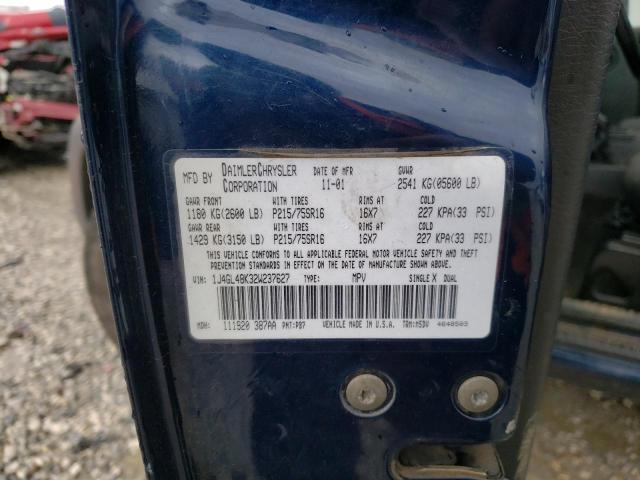 MFD BY DAIMLERCHRYSLER CORPORATION DATE OF MFR 11-01 GVWR 2541 KG(05600 LB)
GAWR FRONT WITH TIRES RIMS AT COLD
1180 KG(2600 LB) P215/75SR16 16X7 227 KPA(33 PSI)
GAWR REAR WITH TIRES RIMS AT COLD
1429 KG(3150 LB) P215/75SR16 16X7 227 KPA(33 PSI)
THIS VEHICLE CONFORMS TO ALL APPLICABLE FEDERAL MOTOR VEHICLE SAFETY AND THEFT
PREVENTION STANDARDS IN EFFECT ON THE DATE OF MANUFACTURE SHOWN ABOVE.
VIN: 1J4GL48K32W237627 TYPE: MPV SINGLE X DUAL
MDH: 111920 387AA PNT:PB7 VEHICLE MADE IN U.S.A. TRM:MSDV